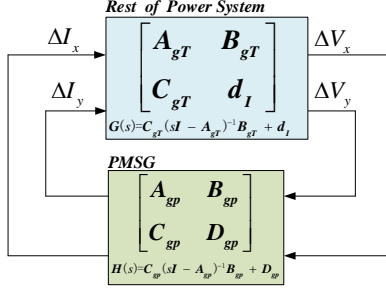 Rest of Power System
ΔI_x
A_gT B_gT
ΔV_x
ΔI_y
C_gT d_I
ΔV_y
G(s)=C_gT(sI − A_gT)^-1 B_gT + d_I
PMSG
A_gp B_gp
C_gp D_gp
H(s)=C_gp(sI − A_gp)^-1 B_gp + D_gp